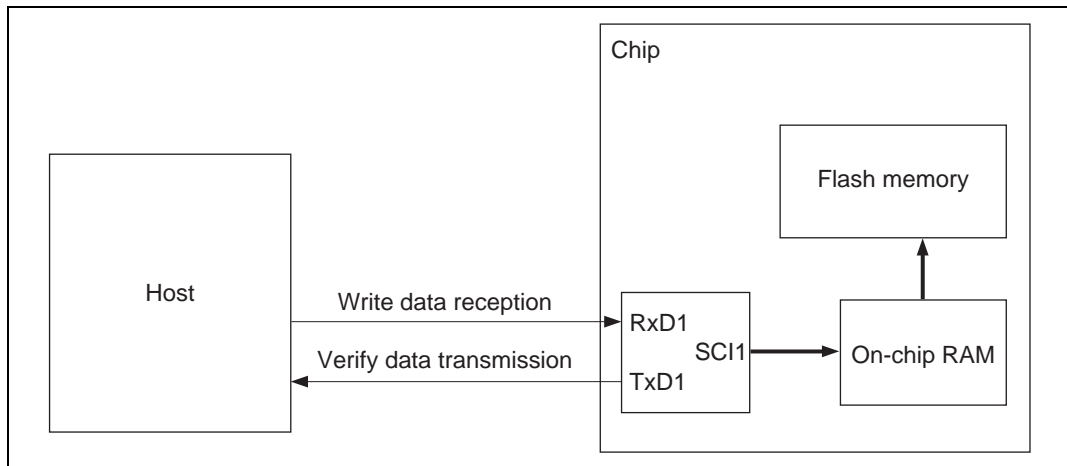 Chip
Flash memory
Host
Write data reception
RxD1
SCI1
On-chip RAM
Verify data transmission
TxD1